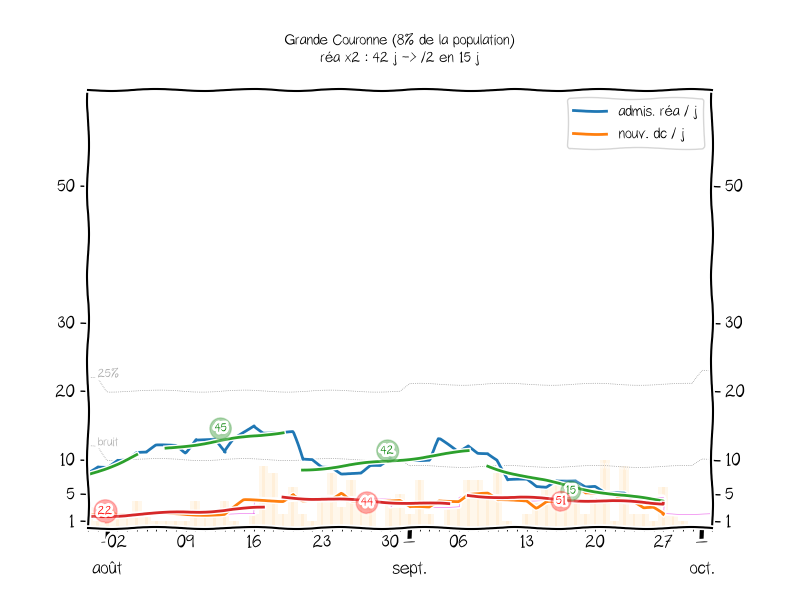 Grande Couronne (8% de la population)
réa x2 : 42 j -> /2 en 15 j
admis. réa / j
nouv. dc / j
50 50
30 30
25%
20 20
45
bruit
42
10 10
15
5 5
22 44 51
1 1
02 09 16 23 30 06 13 20 27
août sept. oct.